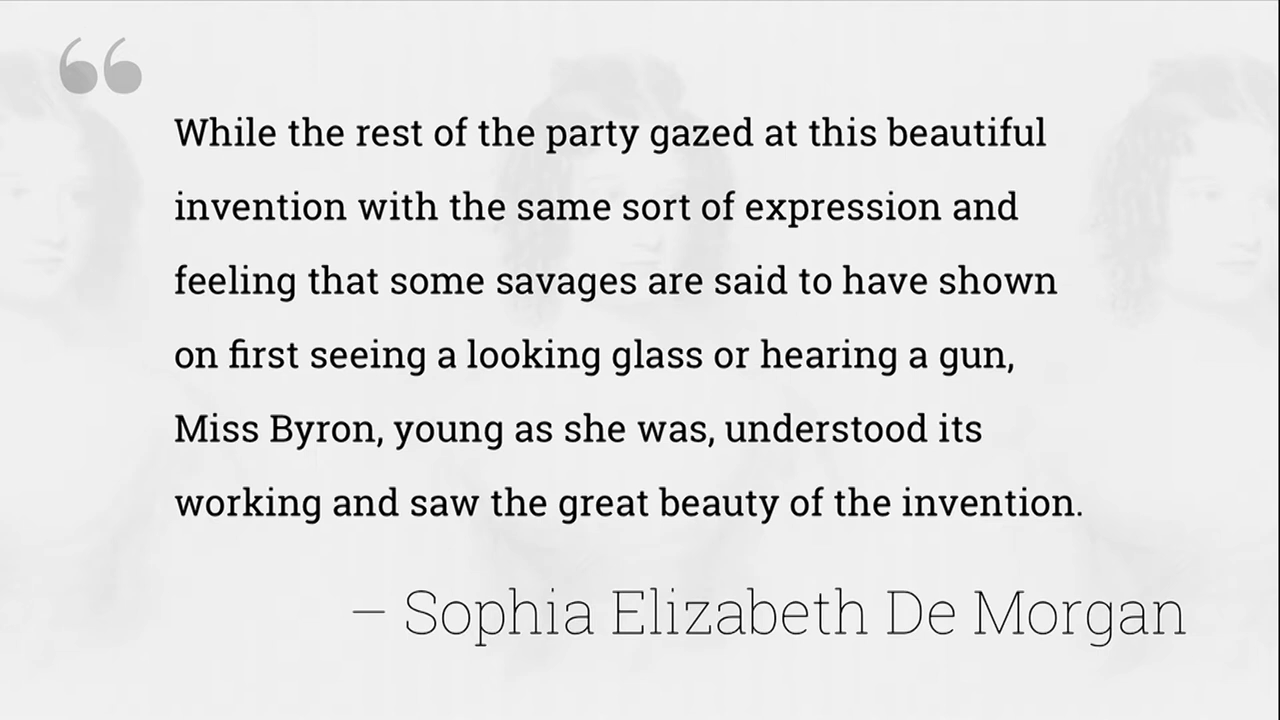 “
While the rest of the party gazed at this beautiful
invention with the same sort of expression and
feeling that some savages are said to have shown
on first seeing a looking glass or hearing a gun,
Miss Byron, young as she was, understood its
working and saw the great beauty of the invention.
– Sophia Elizabeth De Morgan